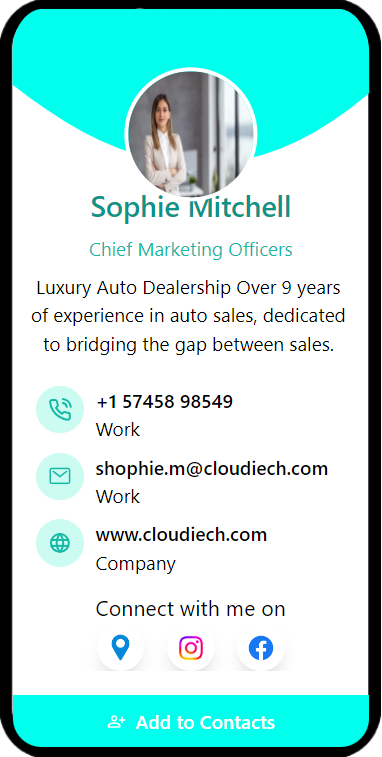 Sophie Mitchell
Chief Marketing Officers
Luxury Auto Dealership Over 9 years
of experience in auto sales, dedicated
to bridging the gap between sales.
+1 57458 98549
Work
shophie.m@cloudiech.com
Work
www.cloudiech.com
Company
Connect with me on
Add to Contacts